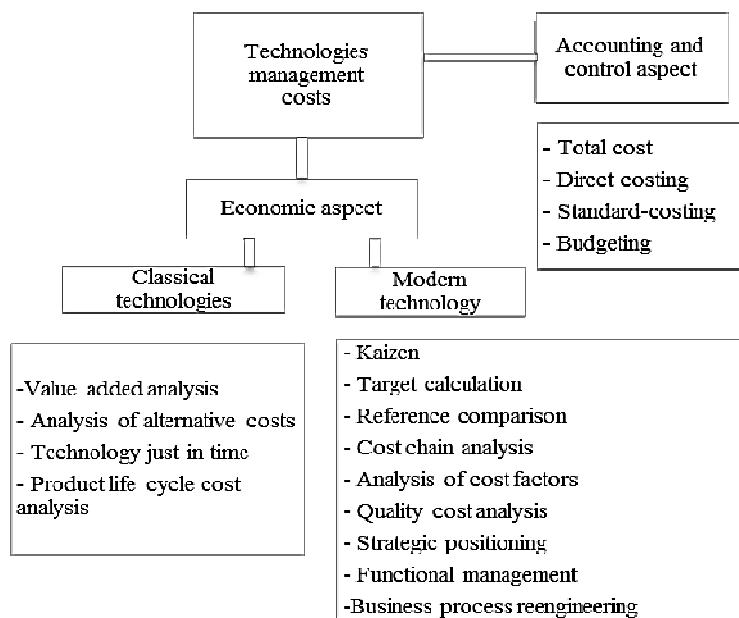 Technologies
management
costs
Accounting and
control aspect
- Total cost
- Direct costing
- Standard-costing
- Budgeting
Economic aspect
Classical
technologies
Modern
technology
-Value added analysis
- Analysis of alternative costs
- Technology just in time
- Product life cycle cost
analysis
- Kaizen
- Target calculation
- Reference comparison
- Cost chain analysis
- Analysis of cost factors
- Quality cost analysis
- Strategic positioning
- Functional management
-Business process reengineering